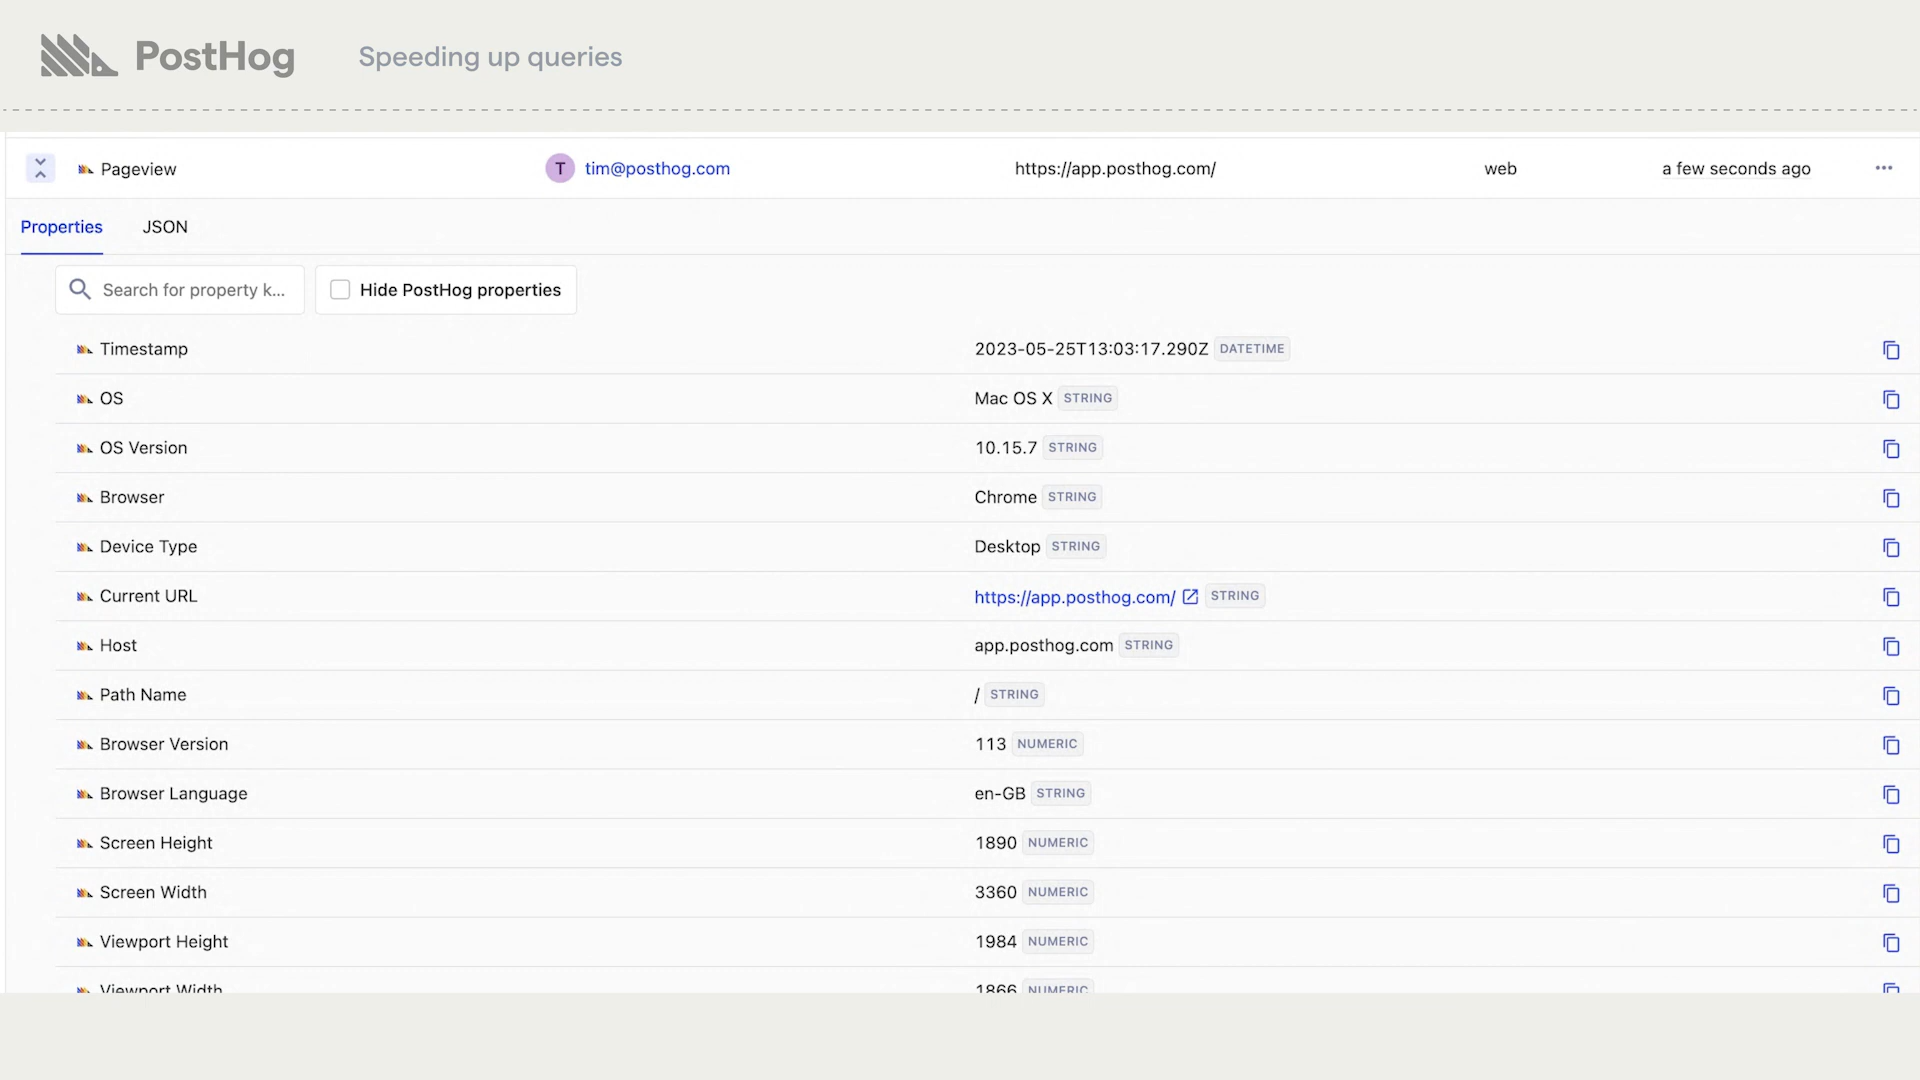 PostHog Speeding up queries
Pageview T tim@posthog.com https://app.posthog.com/ web a few seconds ago
Properties JSON
Search for property k... Hide PostHog properties
Timestamp 2023-05-25T13:03:17.290Z DATETIME
OS Mac OS X STRING
OS Version 10.15.7 STRING
Browser Chrome STRING
Device Type Desktop STRING
Current URL https://app.posthog.com/ STRING
Host app.posthog.com STRING
Path Name / STRING
Browser Version 113 NUMERIC
Browser Language en-GB STRING
Screen Height 1890 NUMERIC
Screen Width 3360 NUMERIC
Viewport Height 1984 NUMERIC
Viewport Width 1866 NUMERIC